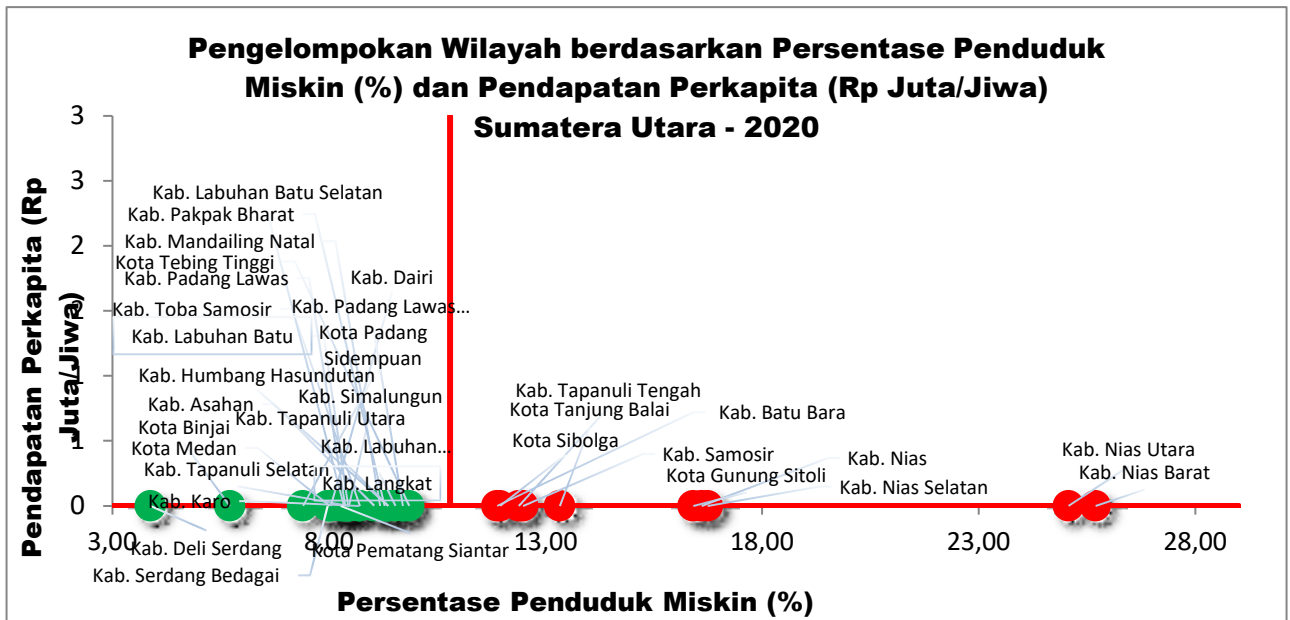 Pengelompokan Wilayah berdasarkan Persentase Penduduk
Miskin (%) dan Pendapatan Perkapita (Rp Juta/Jiwa)
Sumatera Utara - 2020
Pendapatan Perkapita (Rp
Juta/Jiwa)
3
3
2
2
1
1
0
Kab. Labuhan Batu Selatan
Kab. Pakpak Bharat
Kab. Mandailing Natal
Kota Tebing Tinggi
Kab. Padang Lawas
Kab. Dairi
Kab. Toba Samosir
Kab. Padang Lawas...
Kab. Labuhan Batu
Kota Padang
Sidempuan
Kab. Humbang Hasundutan
Kab. Simalungun
Kab. Asahan
Kab. Tapanuli Utara
Kota Binjai
Kota Medan
Kab. Labuhan...
Kab. Tapanuli Selatan
Kab. Langkat
Kab. Karo
Kab. Deli Serdang
Kota Pematang Siantar
Kab. Serdang Bedagai
Kab. Tapanuli Tengah
Kota Tanjung Balai
Kab. Batu Bara
Kota Sibolga
Kab. Samosir
Kota Gunung Sitoli
Kab. Nias
Kab. Nias Selatan
Kab. Nias Utara
Kab. Nias Barat
3,00
8,00
13,00
18,00
23,00
28,00
Persentase Penduduk Miskin (%)